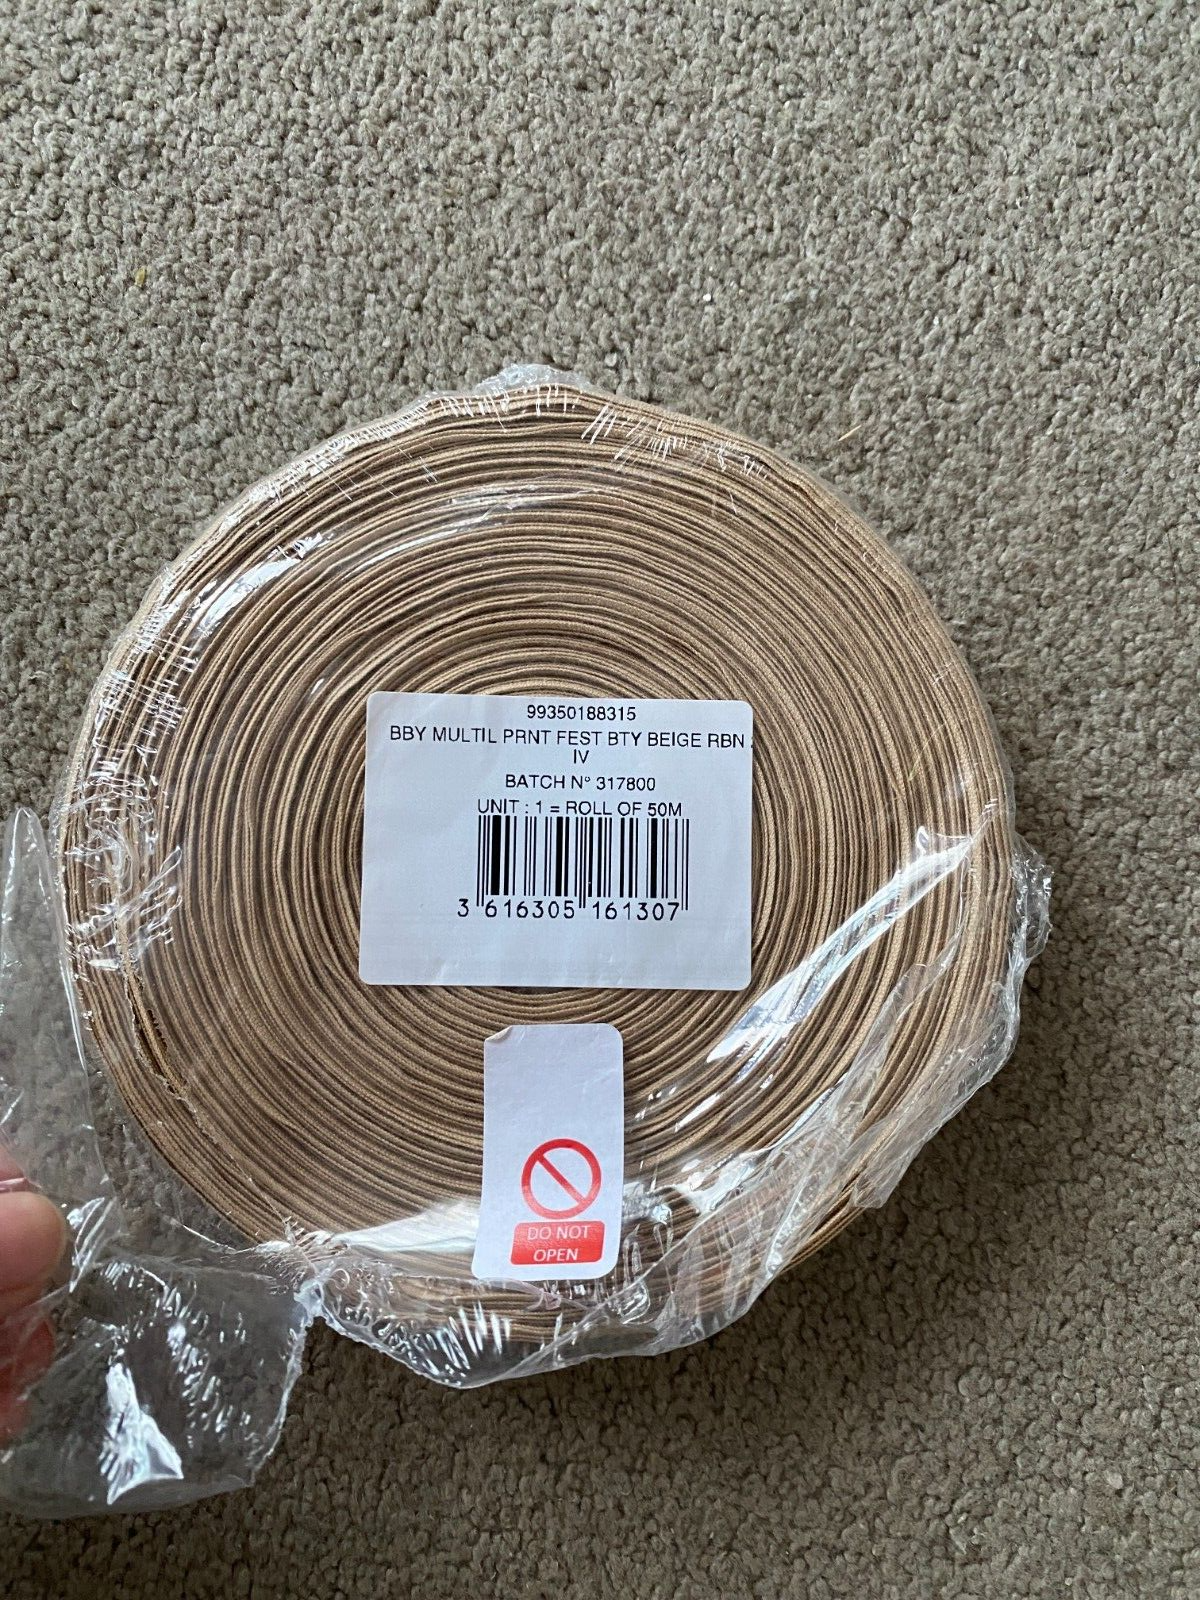 99350188315
BBY MULTIL PRNT FEST BTY BEIGE RBN
IV
BATCH N° 317800
UNIT : 1 = ROLL OF 50M
3 616305 161307
DO NOT
OPEN